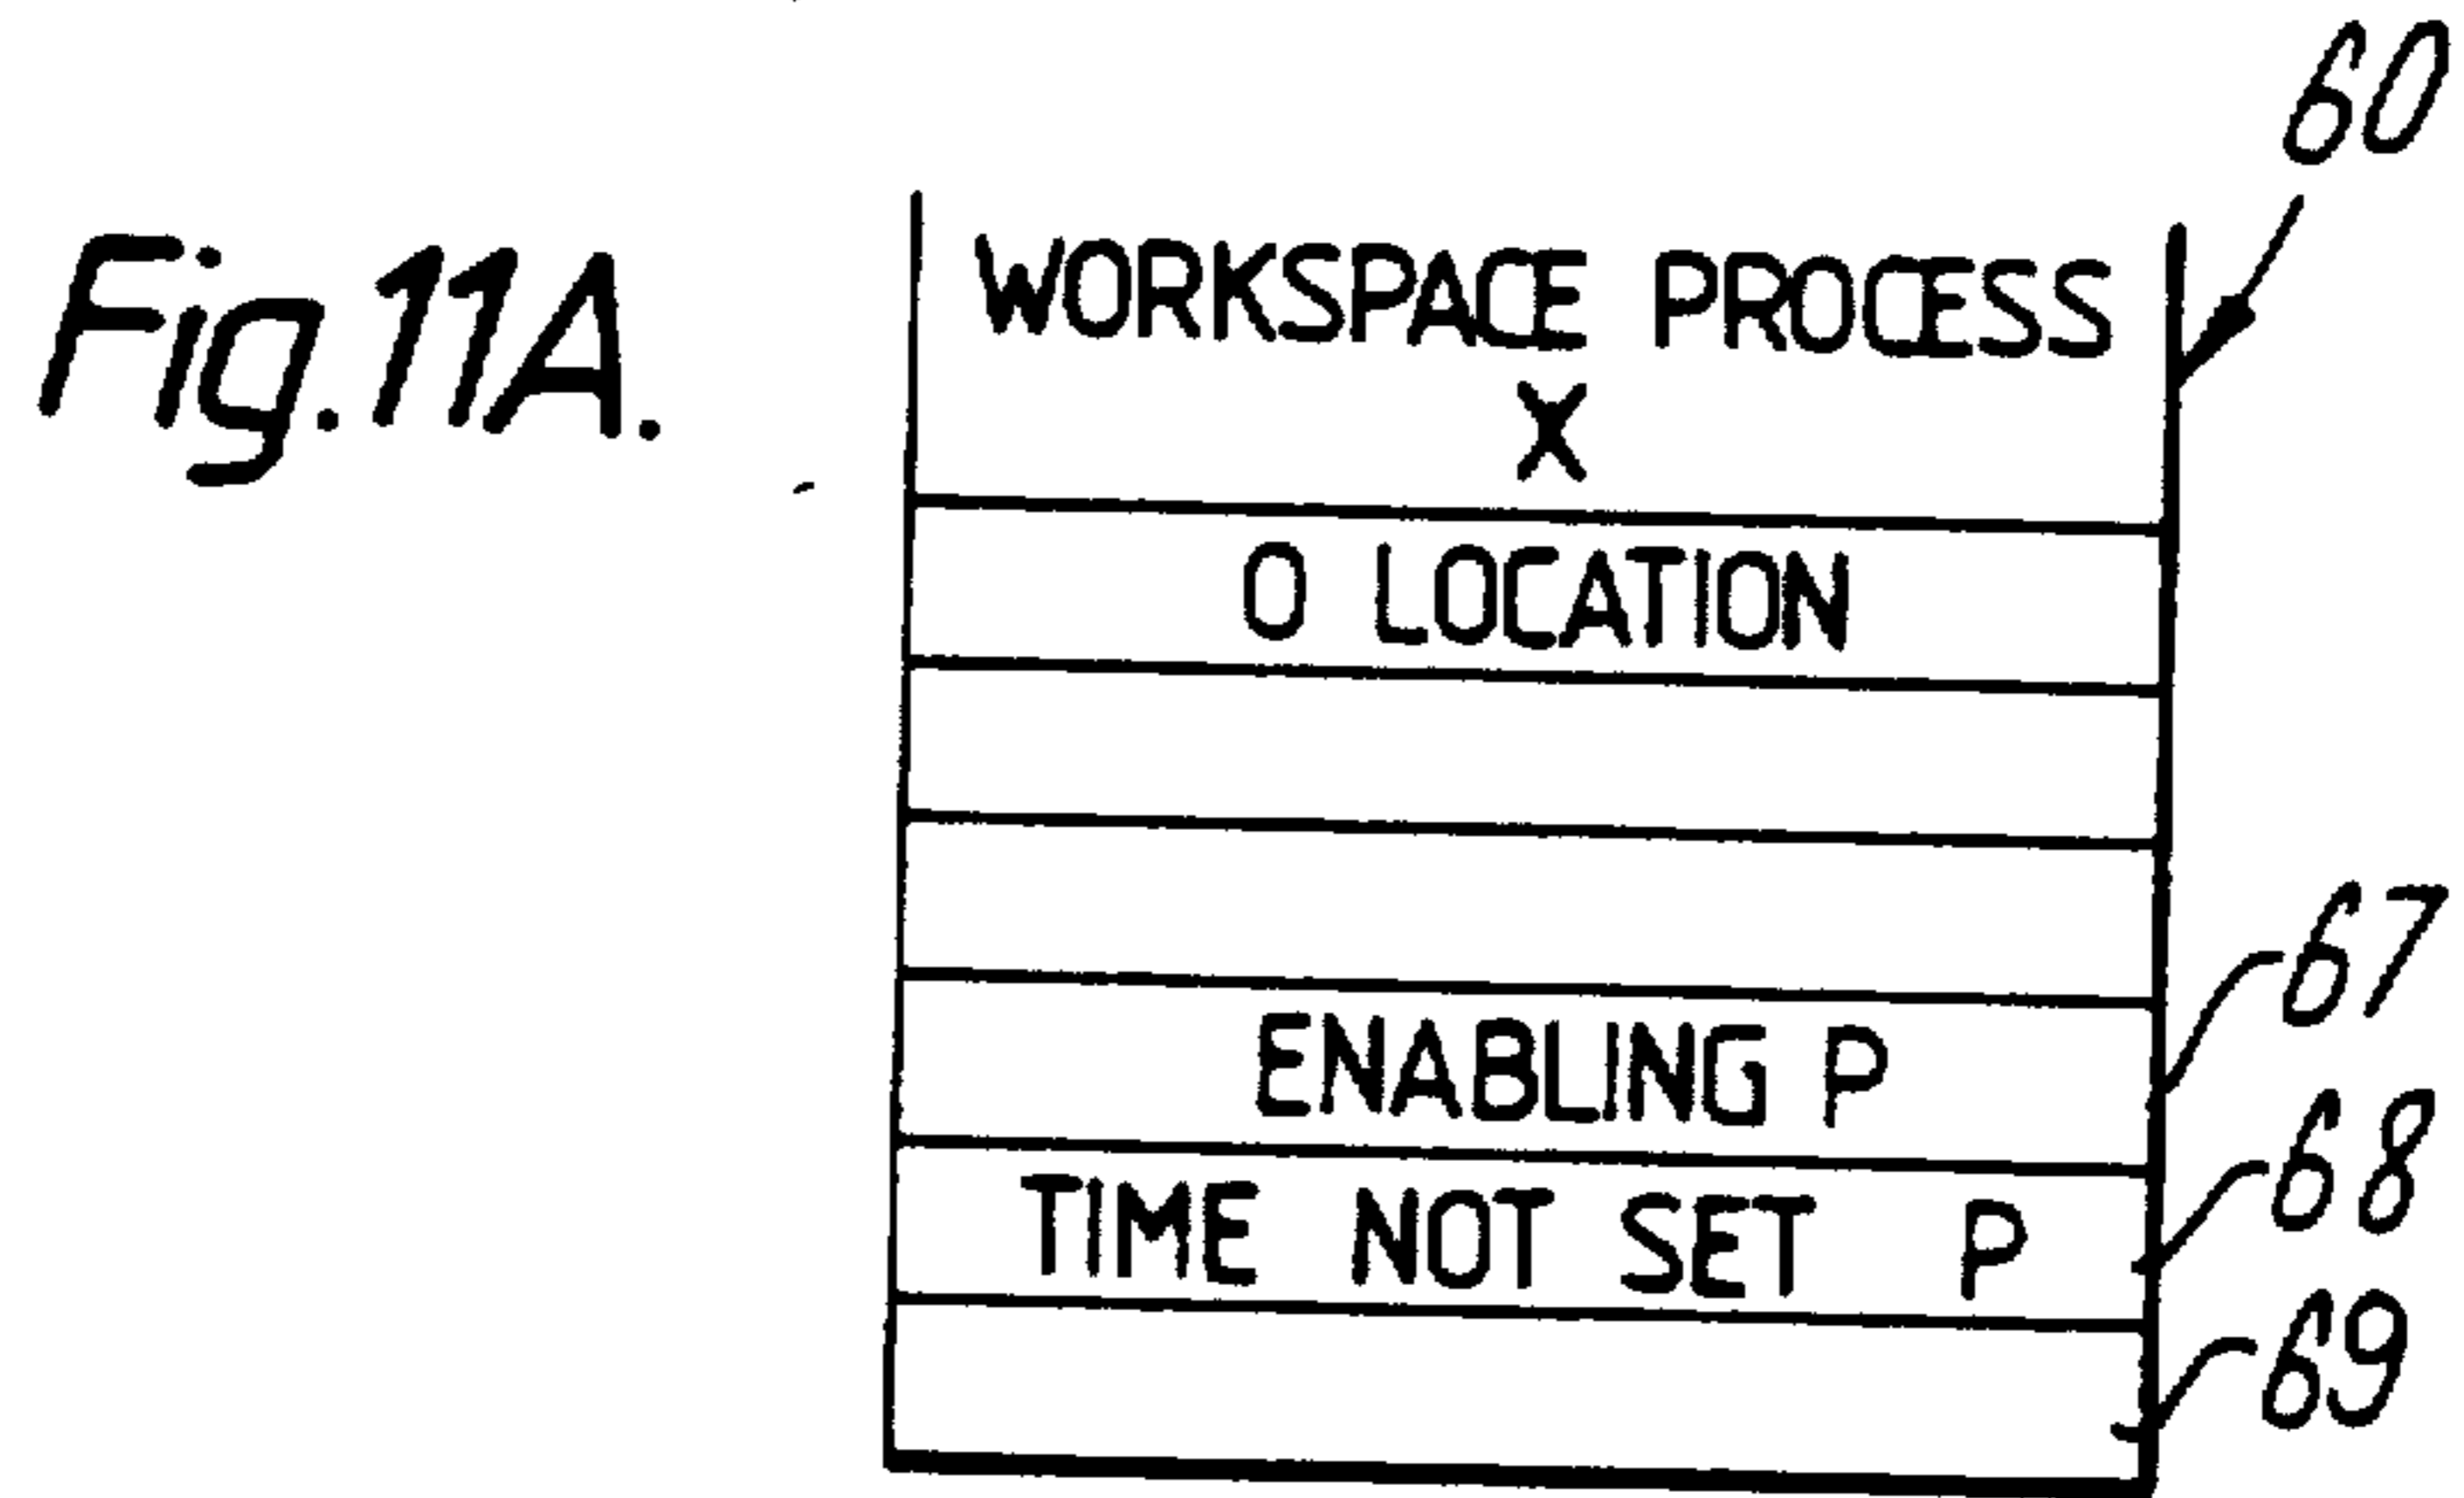 60
Fig.11A.
WORKSPACE PROCESS
X
0 LOCATION
67
ENABLING P
68
TIME NOT SET P
69